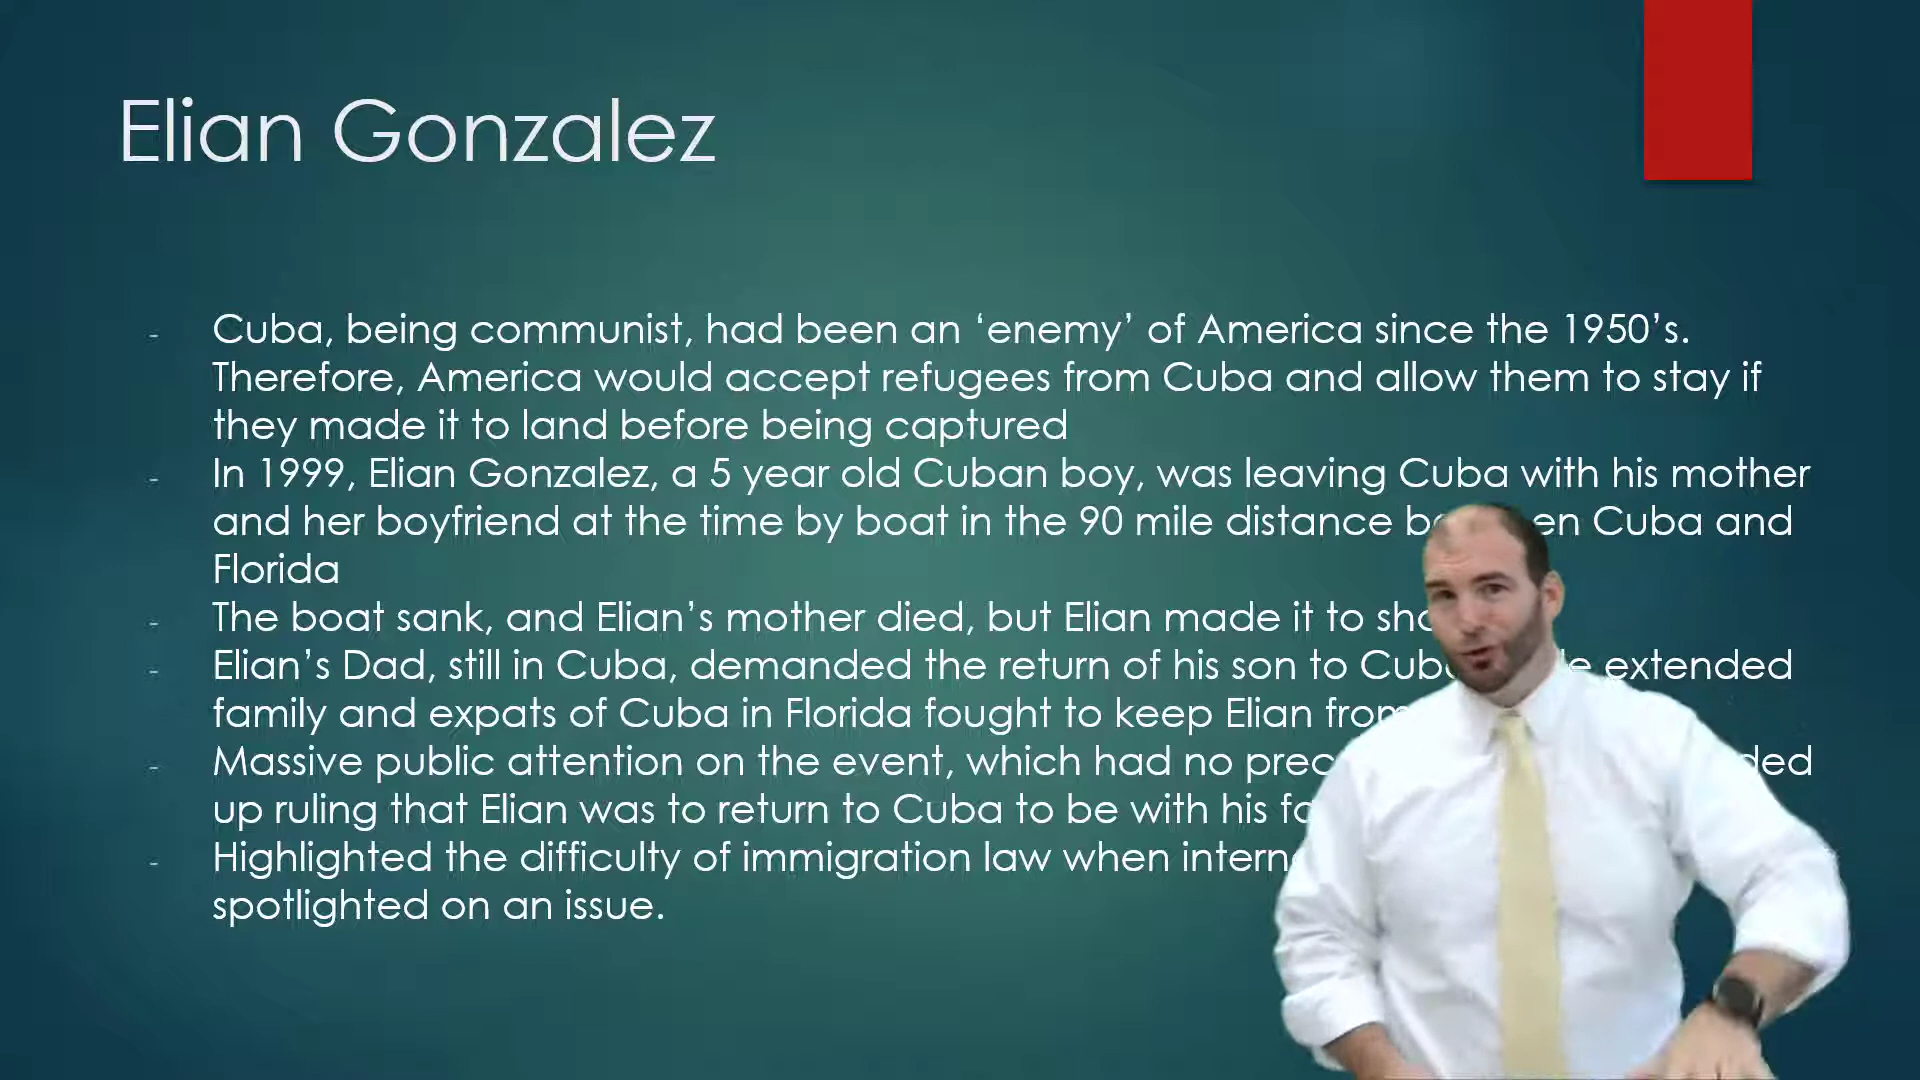 Elian Gonzalez
- Cuba, being communist, had been an ‘enemy’ of America since the 1950’s.
Therefore, America would accept refugees from Cuba and allow them to stay if
they made it to land before being captured
- In 1999, Elian Gonzalez, a 5 year old Cuban boy, was leaving Cuba with his mother
and her boyfriend at the time by boat in the 90 mile distance Cuba and
Florida
- The boat sank, and Elian’s mother died, but Elian made it to
- Elian’s Dad, still in Cuba, demanded the return of his son to extended
family and expats of Cuba in Florida fought to keep Elian from
- Massive public attention on the event, which had no
up ruling that Elian was to return to Cuba to be with his
- Highlighted the difficulty of immigration law when
spotlighted on an issue.